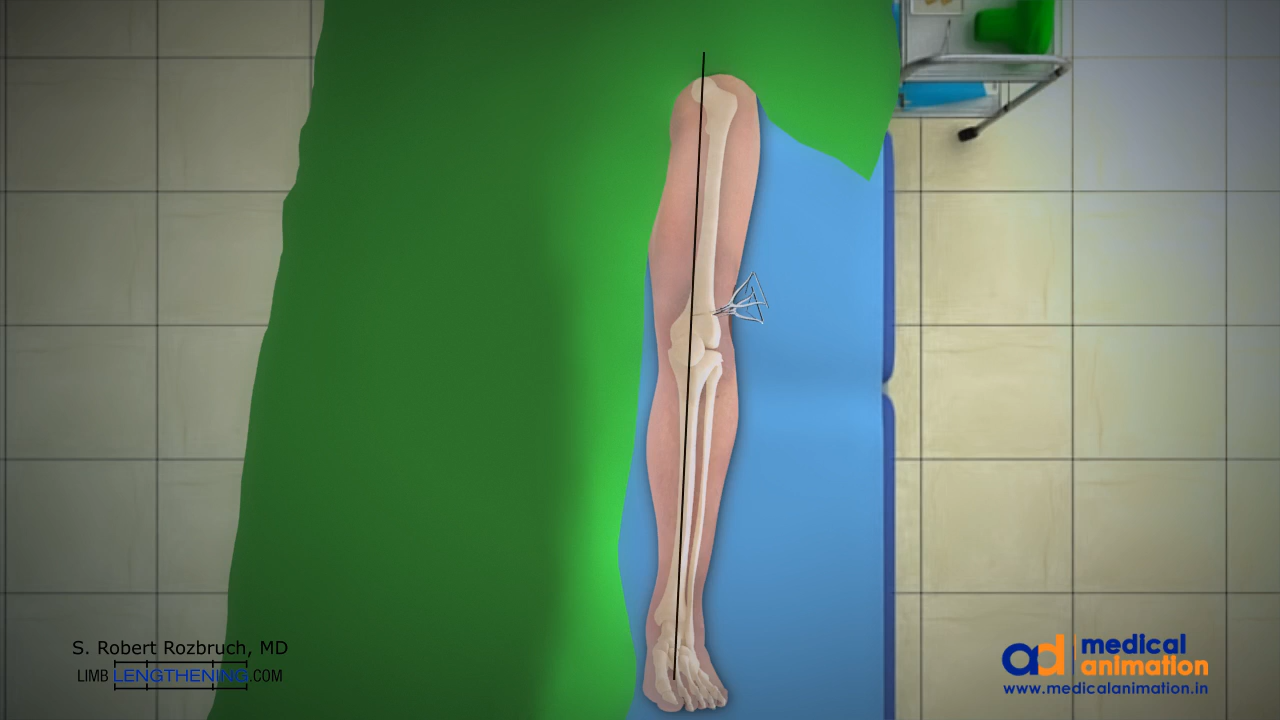 S. Robert Rozbruch, MD
LIMB LENGTHENING.COM
ad medical
animation
www.medicalanimation.in